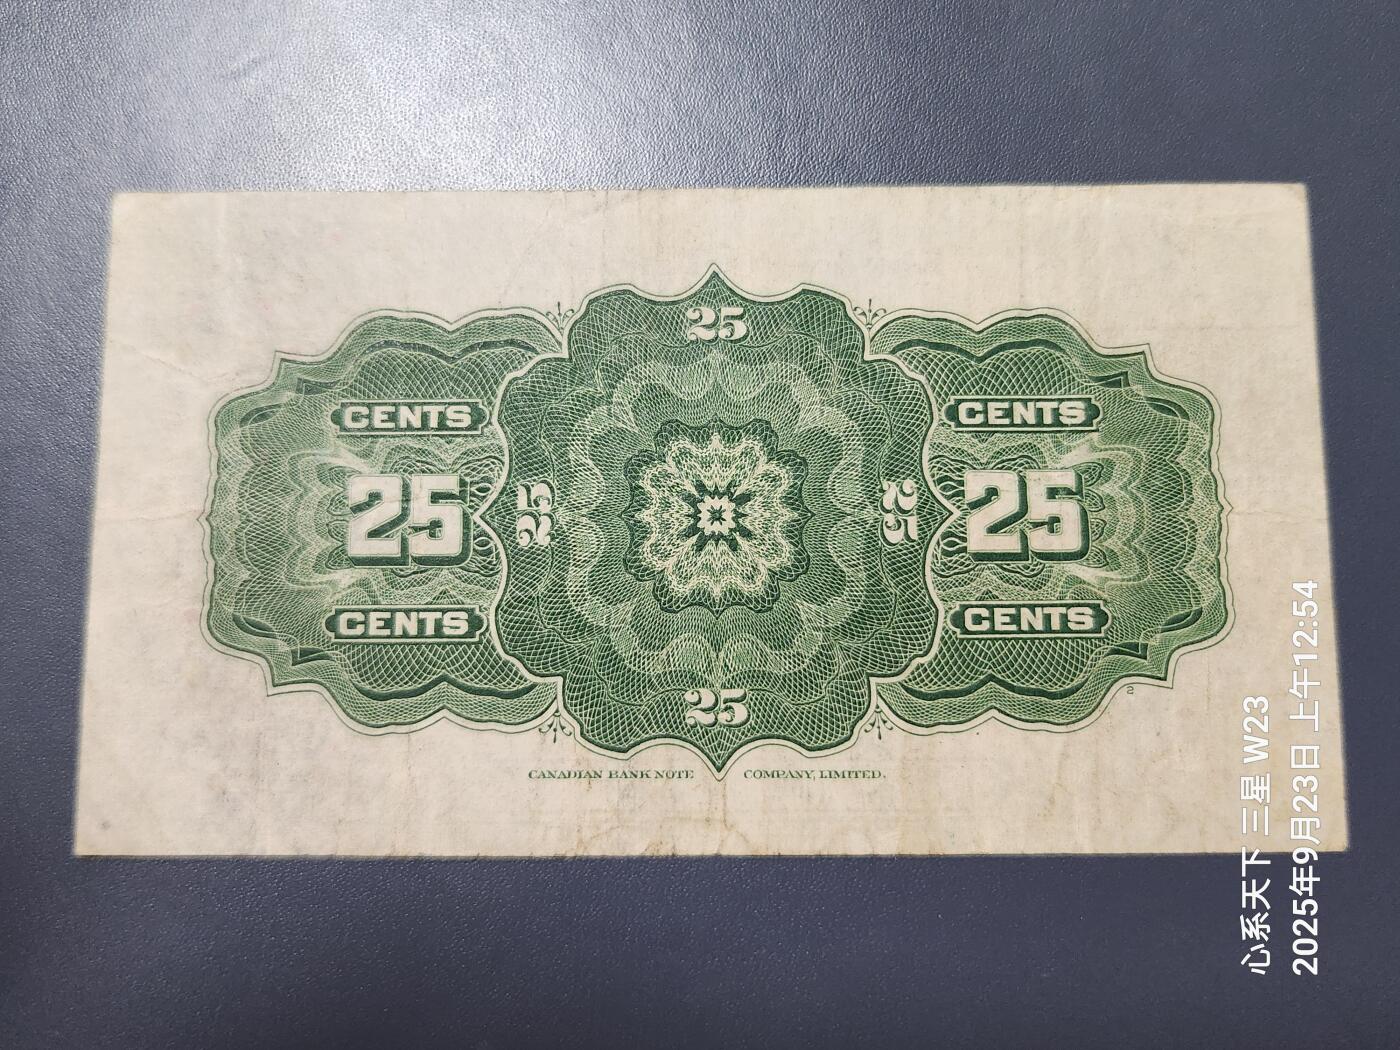 25
CENTS
CENTS
25
25
25
25
CENTS
CENTS
25
2
CANADIAN BANK NOTE COMPANY, LIMITED.
心系天下 三星 W23
2025年9月23日 上午12:54